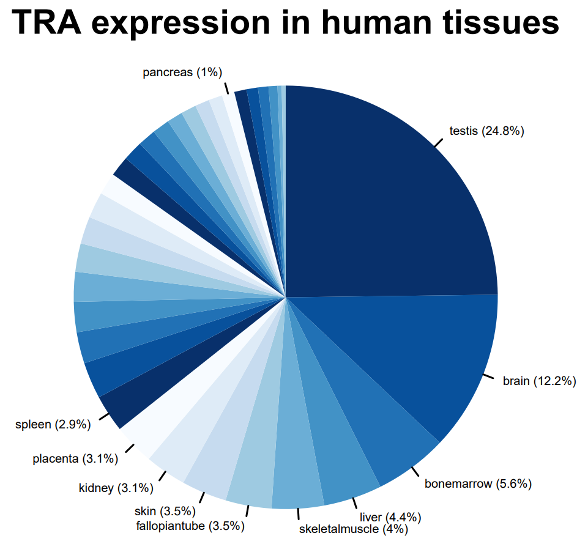 TRA expression in human tissues
pancreas (1%)
testis (24.8%)
brain (12.2%)
bonemarrow (5.6%)
liver (4.4%)
skeletalmuscle (4%)
fallopiantube (3.5%)
skin (3.5%)
kidney (3.1%)
placenta (3.1%)
spleen (2.9%)